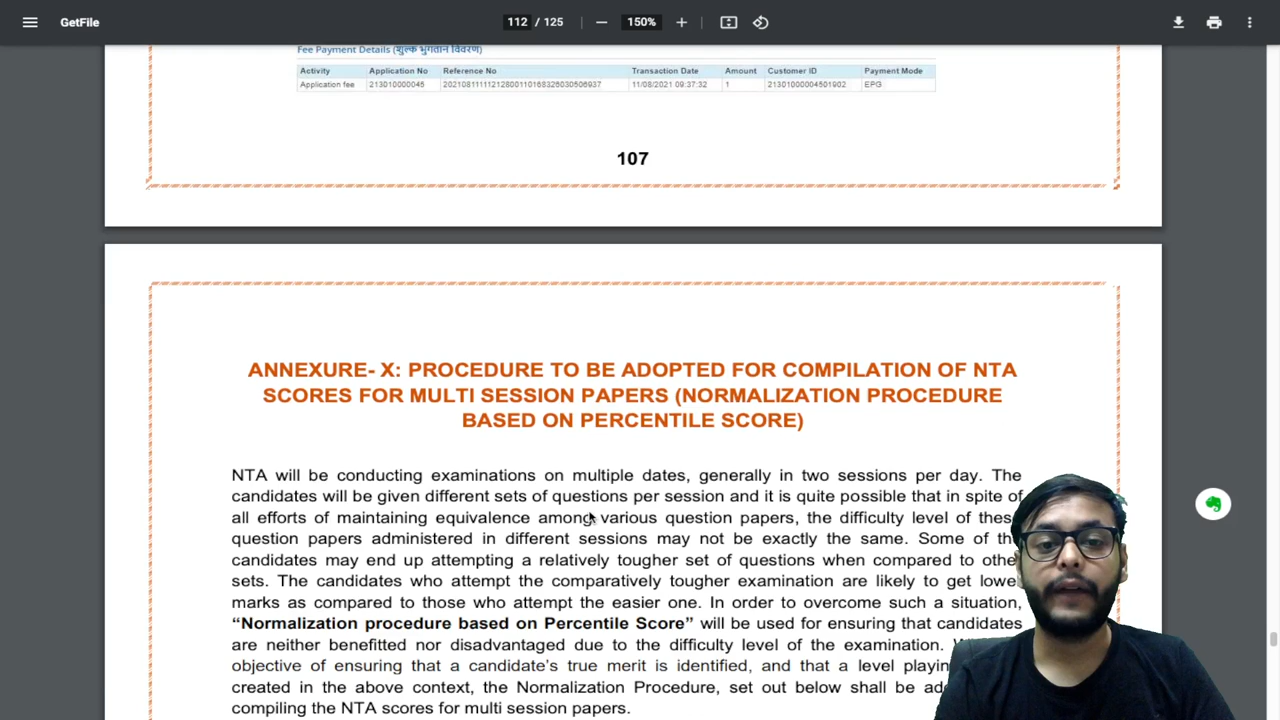 GetFile
112 / 125
150%
Fee Payment Details (शुल्क भुगतान विवरण)
Activity Application No Reference No Transaction Date Amount Customer ID Payment Mode
Application fee 213010000045 11/08/2021 09:37:32 1 21301000004501902 EPG
107
ANNEXURE- X: PROCEDURE TO BE ADOPTED FOR COMPILATION OF NTA
SCORES FOR MULTI SESSION PAPERS (NORMALIZATION PROCEDURE
BASED ON PERCENTILE SCORE)
NTA will be conducting examinations on multiple dates, generally in two sessions per day. The
candidates will be given different sets of questions per session and it is quite possible that in spite of
all efforts of maintaining equivalence among various question papers, the difficulty level of thes
question papers administered in different sessions may not be exactly the same. Some of th
candidates may end up attempting a relatively tougher set of questions when compared to othe
sets. The candidates who attempt the comparatively tougher examination are likely to get lowe
marks as compared to those who attempt the easier one. In order to overcome such a situation,
“Normalization procedure based on Percentile Score” will be used for ensuring that candidates
are neither benefitted nor disadvantaged due to the difficulty level of the examination.
objective of ensuring that a candidate’s true merit is identified, and that a level playin
created in the above context, the Normalization Procedure, set out below shall be ad
compiling the NTA scores for multi session papers.